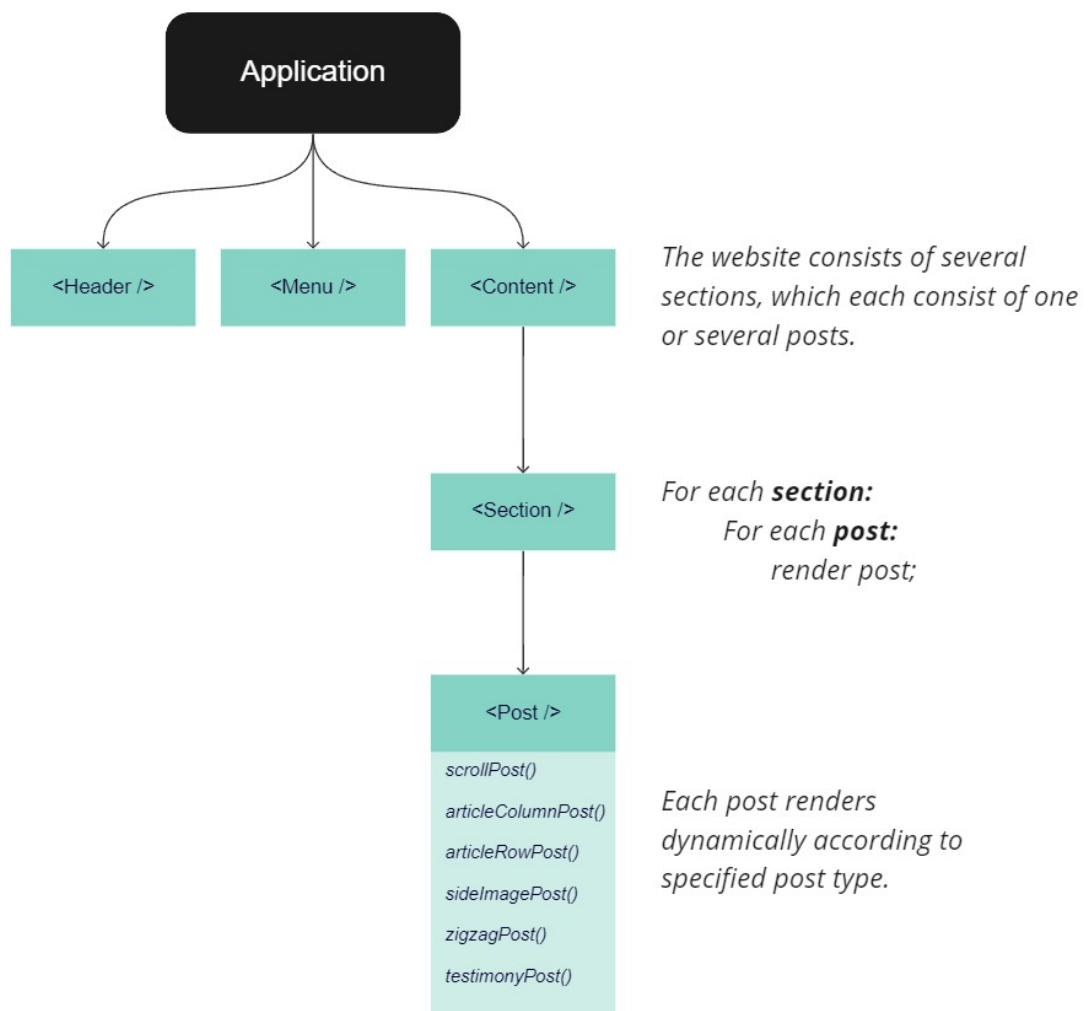 Application
<Header />
<Menu />
<Content />
The website consists of several
sections, which each consist of one
or several posts.
<Section />
For each section:
For each post:
render post;
<Post />
scrollPost()
articleColumnPost()
articleRowPost()
sideImagePost()
zigzagPost()
testimonyPost()
Each post renders
dynamically according to
specified post type.